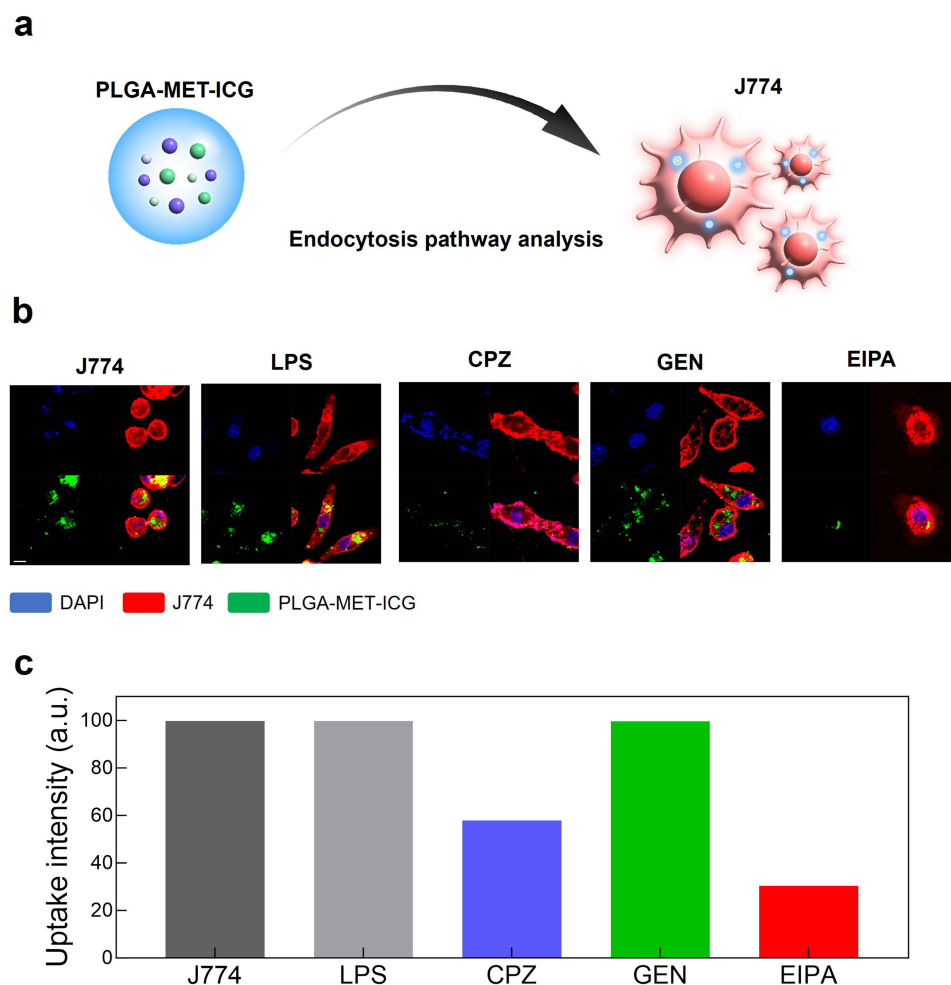 a
PLGA-MET-ICG
J774
Endocytosis pathway analysis
b
J774 LPS CPZ GEN EIPA
DAPI J774 PLGA-MET-ICG
c
Uptake intensity (a.u.)
100
80
60
40
20
0
J774 LPS CPZ GEN EIPA